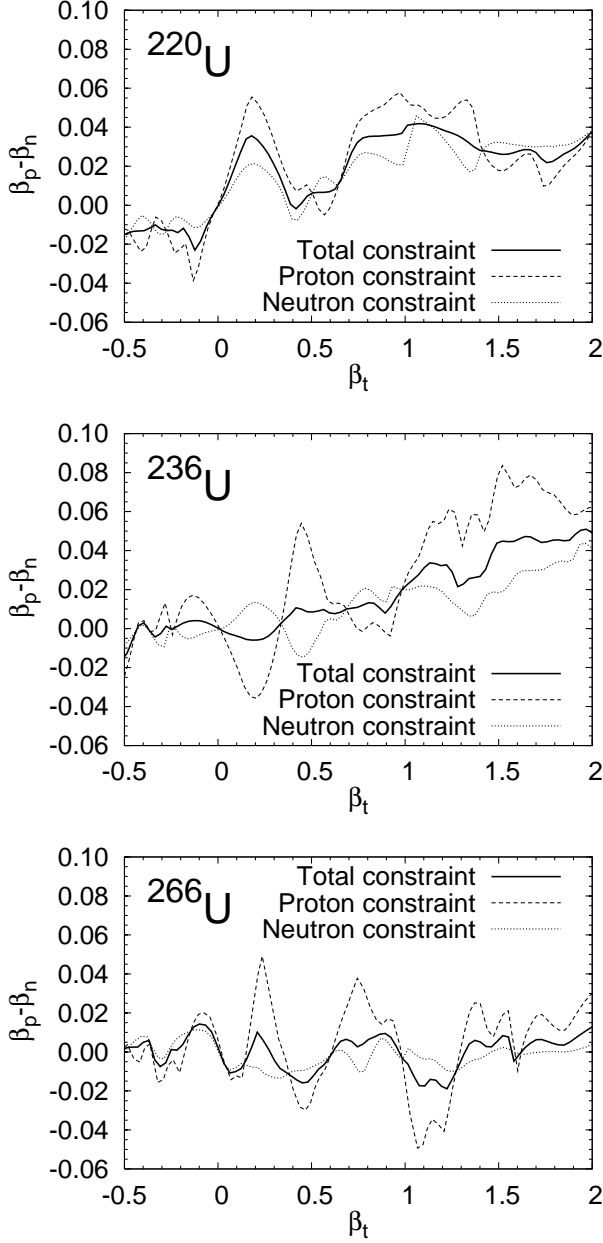 0.10
0.08
0.06
0.04
0.02
0.00
-0.02
-0.04
-0.06
βp-βn
²²⁰U
Total constraint
Proton constraint
Neutron constraint
-0.5 0 0.5 1 1.5 2
βt
0.10
0.08
0.06
0.04
0.02
0.00
-0.02
-0.04
-0.06
βp-βn
²³⁶U
Total constraint
Proton constraint
Neutron constraint
-0.5 0 0.5 1 1.5 2
βt
0.10
0.08
0.06
0.04
0.02
0.00
-0.02
-0.04
-0.06
βp-βn
²⁶⁶U
Total constraint
Proton constraint
Neutron constraint
-0.5 0 0.5 1 1.5 2
βt